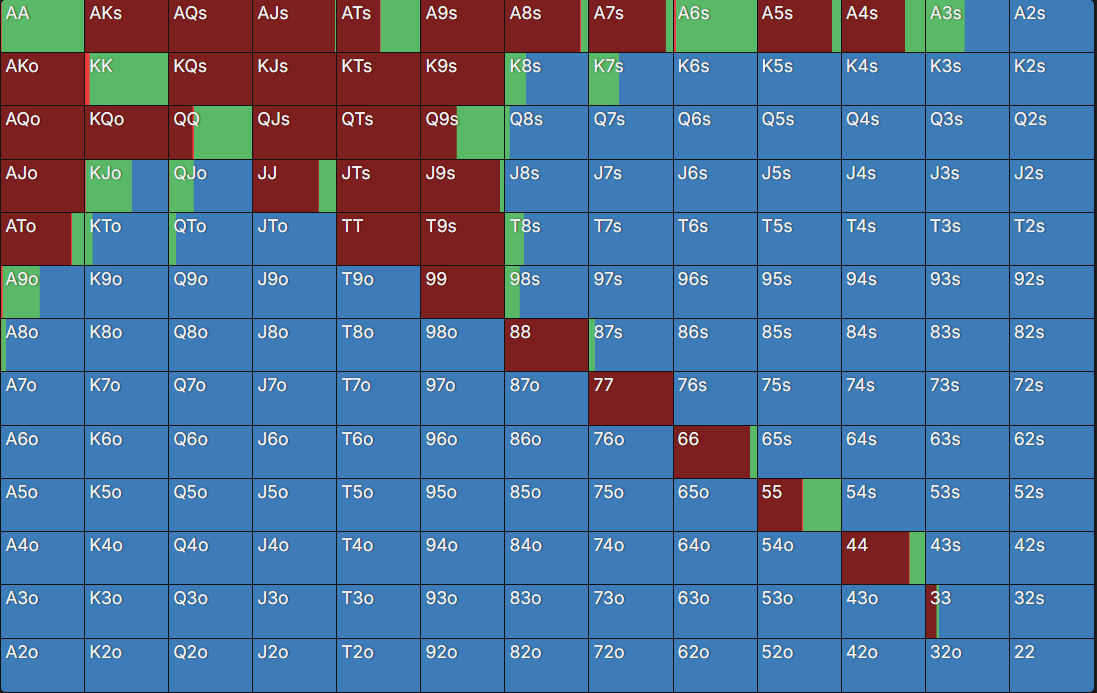 AA AKs AQs AJs ATs A9s A8s A7s A6s A5s A4s A3s A2s
AKo KK KQs KJs KTs K9s K8s K7s K6s K5s K4s K3s K2s
AQo KQo QQ QJs QTs Q9s Q8s Q7s Q6s Q5s Q4s Q3s Q2s
AJo KJo QJo JJ JTs J9s J8s J7s J6s J5s J4s J3s J2s
ATo KTo QTo JTo TT T9s T8s T7s T6s T5s T4s T3s T2s
A9o K9o Q9o J9o T9o 99 98s 97s 96s 95s 94s 93s 92s
A8o K8o Q8o J8o T8o 98o 88 87s 86s 85s 84s 83s 82s
A7o K7o Q7o J7o T7o 97o 87o 77 76s 75s 74s 73s 72s
A6o K6o Q6o J6o T6o 96o 86o 76o 66 65s 64s 63s 62s
A5o K5o Q5o J5o T5o 95o 85o 75o 65o 55 54s 53s 52s
A4o K4o Q4o J4o T4o 94o 84o 74o 64o 54o 44 43s 42s
A3o K3o Q3o J3o T3o 93o 83o 73o 63o 53o 43o 33 32s
A2o K2o Q2o J2o T2o 92o 82o 72o 62o 52o 42o 32o 22